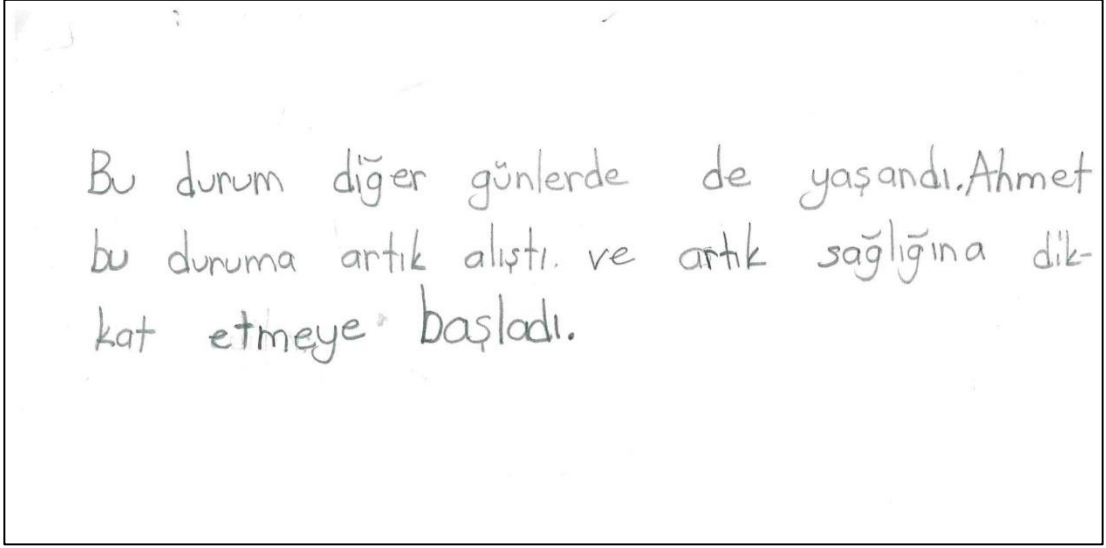 Bu durum diğer günlerde de yaşandı. Ahmet
bu duruma artık alıştı. ve artık sağlığına dik-
kat etmeye başladı.